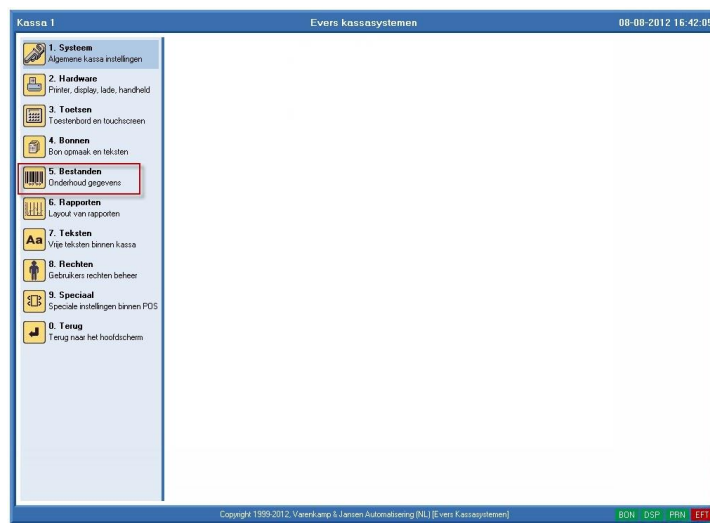 Kassa 1
Evers kassasystemen
08-08-2012 16:42:05
1. Systeem
Algemene kassa instellingen
2. Hardware
Printer, display, lade, handheld
3. Toetsen
Toestenbord en touchscreen
4. Bonnen
Bon opmaak en teksten
5. Bestanden
Onderhoud gegevens
6. Rapporten
Layout van rapporten
Aa
7. Teksten
Vrije teksten binnen kassa
8. Rechten
Gebruikers rechten beheer
9. Speciaal
Speciale instellingen binnen POS
0. Terug
Terug naar het hoofdscherm
Copyright 1999-2012, Varenkamp & Jansen Automatisering (NL) [Evers Kassasystemen]
BON DSP PRN EFT